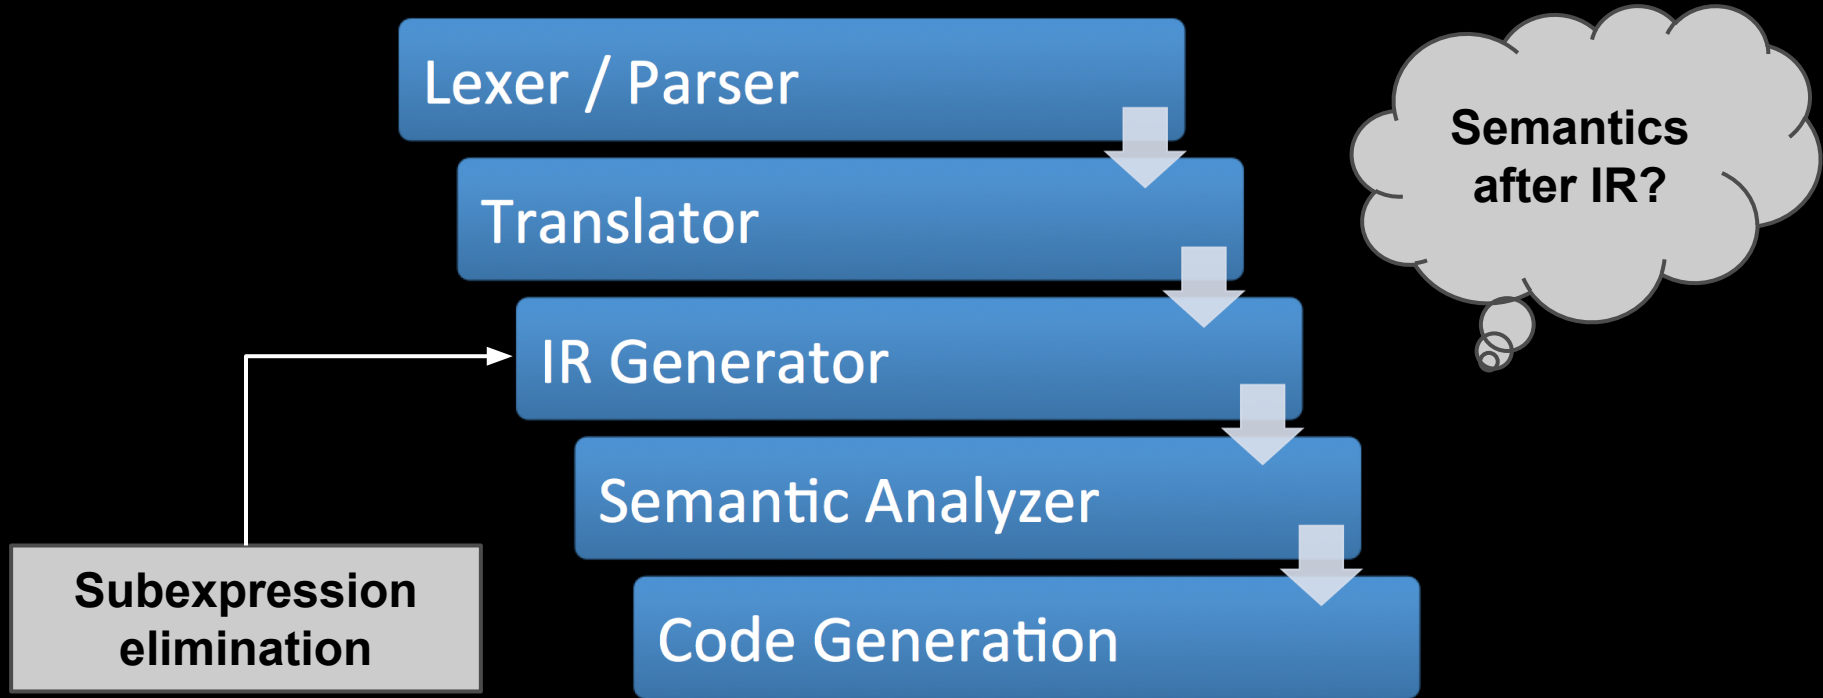 Lexer / Parser
Semantics
after IR?
Translator
IR Generator
Semantic Analyzer
Subexpression
elimination
Code Generation